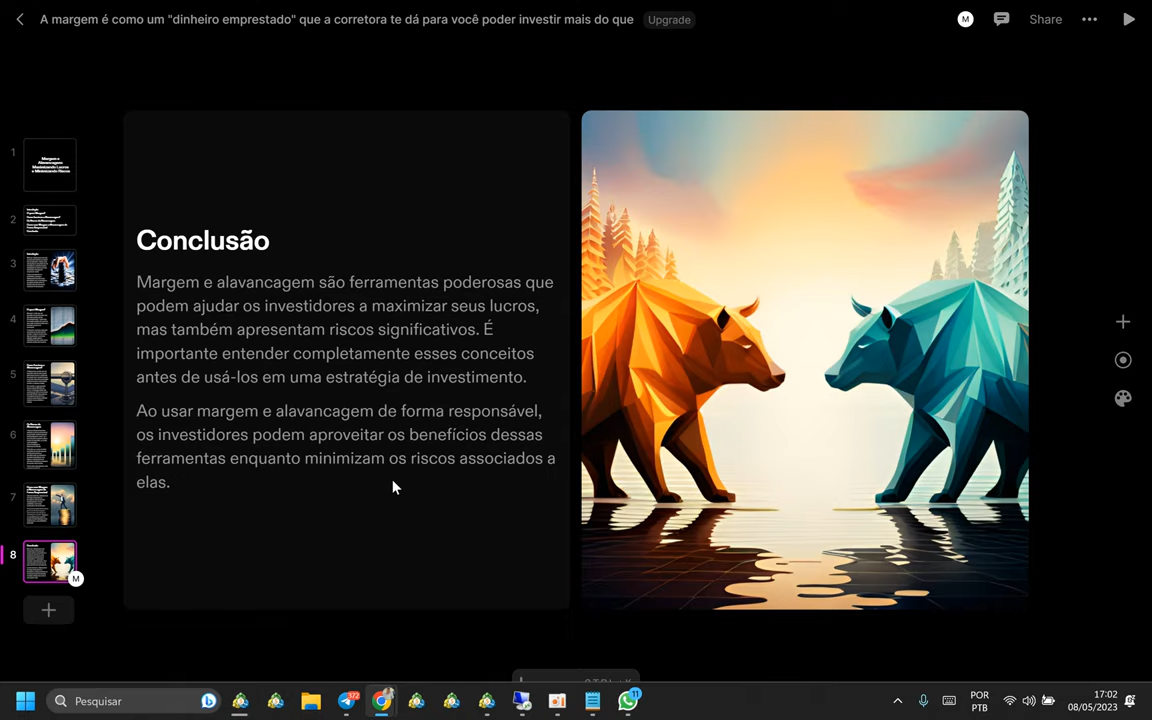 A margem é como um "dinheiro emprestado" que a corretora te dá para você poder investir mais do que
Upgrade
M
Share
1
2
3
4
5
6
7
8
M
Conclusão
Margem e alavancagem são ferramentas poderosas que
podem ajudar os investidores a maximizar seus lucros,
mas também apresentam riscos significativos. É
importante entender completamente esses conceitos
antes de usá-los em uma estratégia de investimento.
Ao usar margem e alavancagem de forma responsável,
os investidores podem aproveitar os benefícios dessas
ferramentas enquanto minimizam os riscos associados a
elas.
Pesquisar
372
11
POR
PTB
17:02
08/05/2023